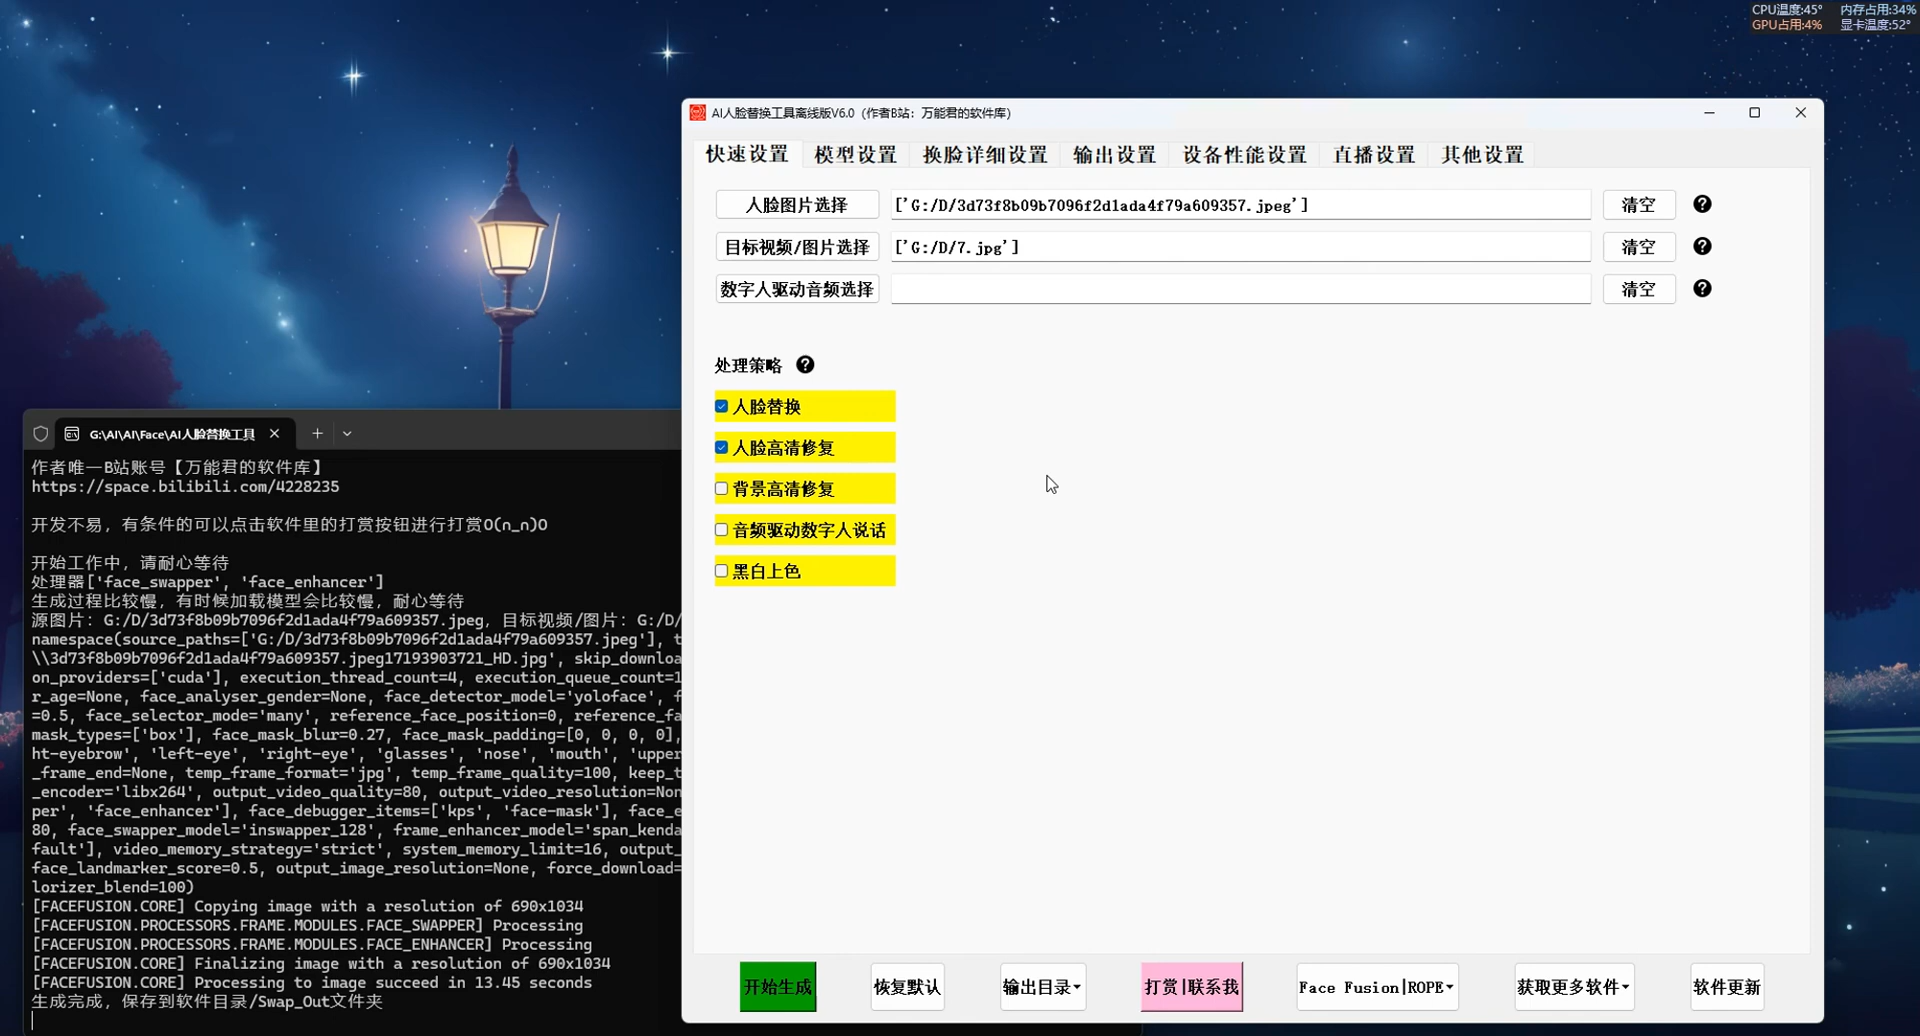 CPU温度:45° 内存占用:34%
GPU占用:4% 显卡温度:52°
AI人脸替换工具离线版V6.0 (作者B站：万能君的软件库)
快速设置 模型设置 换脸详细设置 输出设置 设备性能设置 直播设置 其他设置
人脸图片选择 ['G:/D/3d73f8b09b7096f2d1ada4f79a609357.jpeg'] 清空
目标视频/图片选择 ['G:/D/7.jpg'] 清空
数字人驱动音频选择 清空
处理策略
人脸替换
人脸高清修复
背景高清修复
音频驱动数字人说话
黑白上色
开始生成 恢复默认 输出目录 打赏|联系我 Face Fusion|ROPE 获取更多软件 软件更新
G:\AI\AI\Face\AI人脸替换工具
作者唯一B站账号【万能君的软件库】
https://space.bilibili.com/4228235
开发不易，有条件的可以点击软件里的打赏按钮进行打赏O(n_n)O
开始工作中，请耐心等待
处理器['face_swapper', 'face_enhancer']
生成过程比较慢，有时候加载模型会比较慢，耐心等待
源图片：G:/D/3d73f8b09b7096f2d1ada4f79a609357.jpeg，目标视频/图片：G:/D/
namespace(source_paths=['G:/D/3d73f8b09b7096f2d1ada4f79a609357.jpeg'], t
\\3d73f8b09b7096f2d1ada4f79a609357.jpeg17193903721_HD.jpg', skip_downloa
on_providers=['cuda'], execution_thread_count=4, execution_queue_count=1
r_age=None, face_analyser_gender=None, face_detector_model='yoloface', f
=0.5, face_selector_mode='many', reference_face_position=0, reference_fa
mask_types=['box'], face_mask_blur=0.27, face_mask_padding=[0, 0, 0, 0],
ht-eyebrow', 'left-eye', 'right-eye', 'glasses', 'nose', 'mouth', 'upper
_frame_end=None, temp_frame_format='jpg', temp_frame_quality=100, keep_t
_encoder='libx264', output_video_quality=80, output_video_resolution=Non
per', 'face_enhancer'], face_debugger_items=['kps', 'face-mask'], face_e
80, face_swapper_model='inswapper_128', frame_enhancer_model='span_kenda
fault'], video_memory_strategy='strict', system_memory_limit=16, output_
face_landmarker_score=0.5, output_image_resolution=None, force_download=
lorizer_blend=100)
[FACEFUSION.CORE] Copying image with a resolution of 690x1034
[FACEFUSION.PROCESSORS.FRAME.MODULES.FACE_SWAPPER] Processing
[FACEFUSION.PROCESSORS.FRAME.MODULES.FACE_ENHANCER] Processing
[FACEFUSION.CORE] Finalizing image with a resolution of 690x1034
[FACEFUSION.CORE] Processing to image succeed in 13.45 seconds
生成完成，保存到软件目录/Swap_Out文件夹